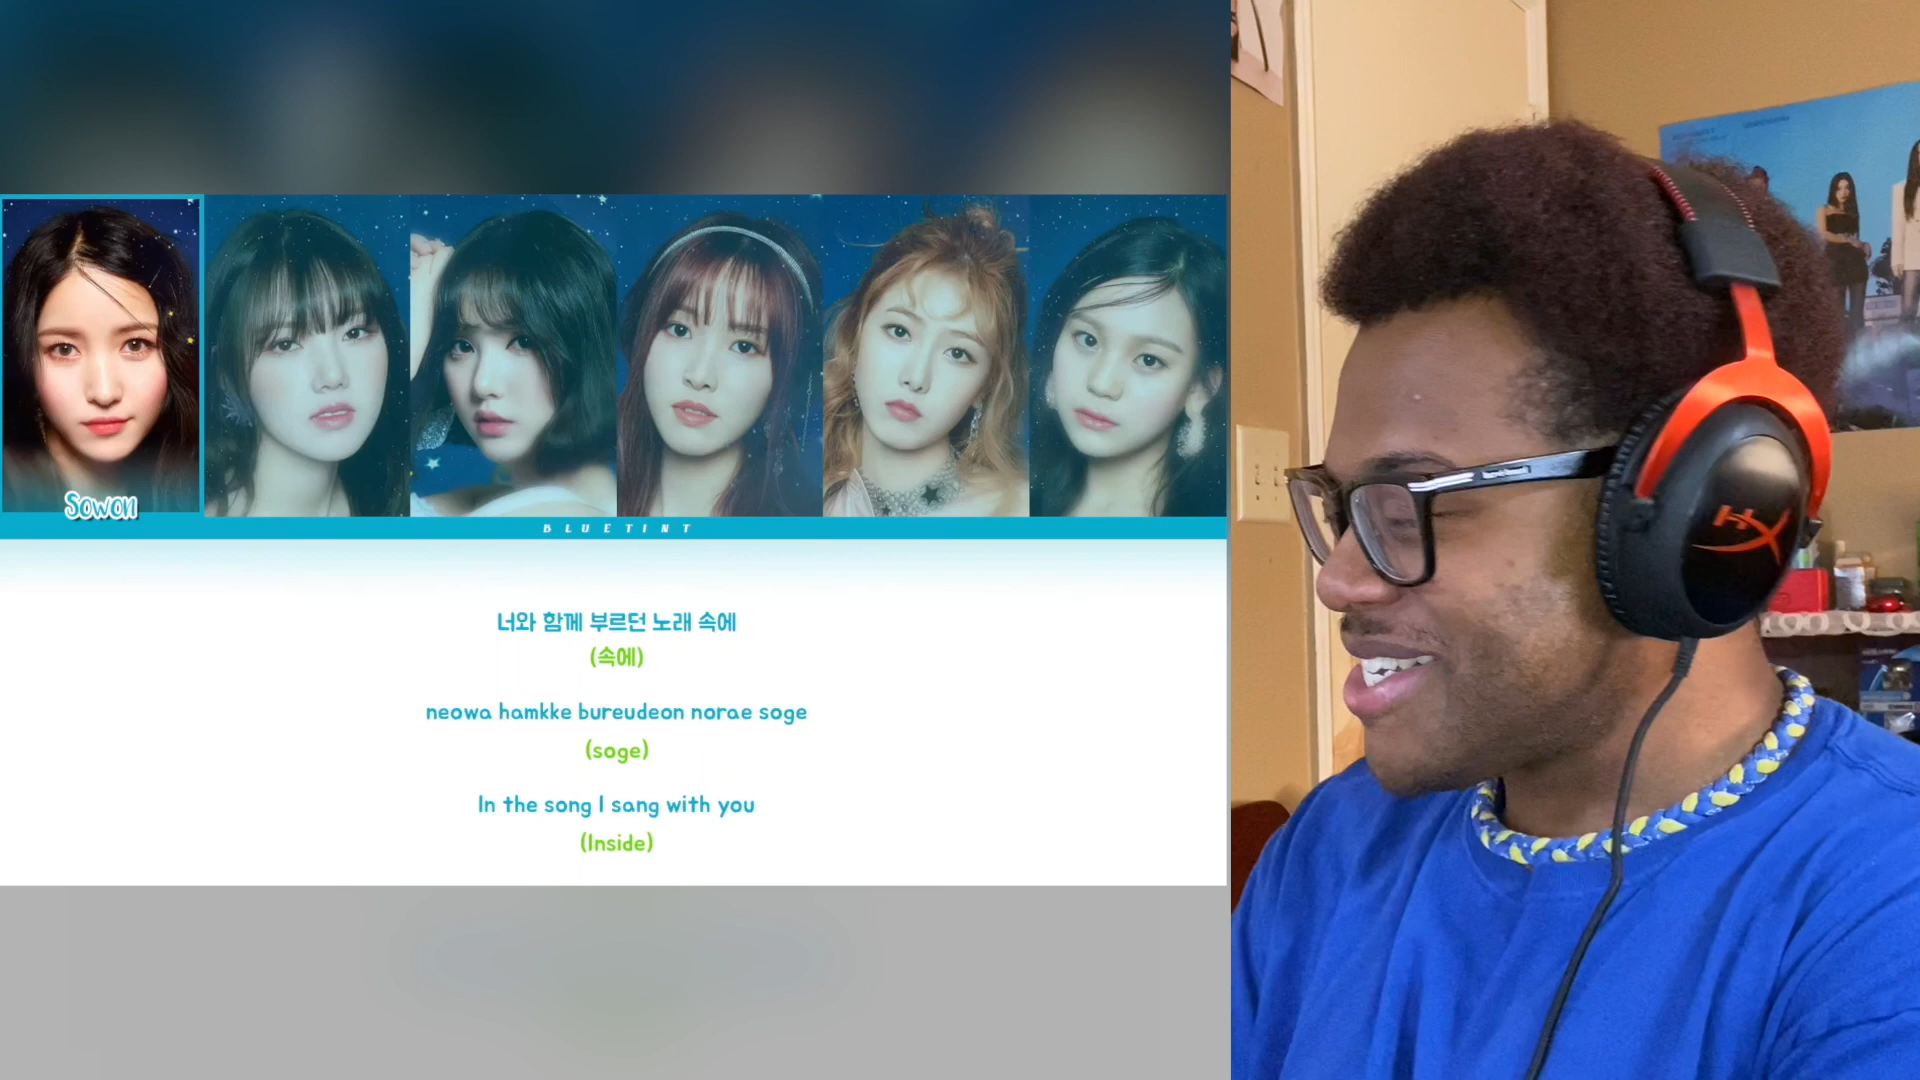 Sowon
BLUETINT
너와 함께 부르던 노래 속에
(속에)
neowa hamkke bureudeon norae soge
(soge)
In the song I sang with you
(Inside)
HX